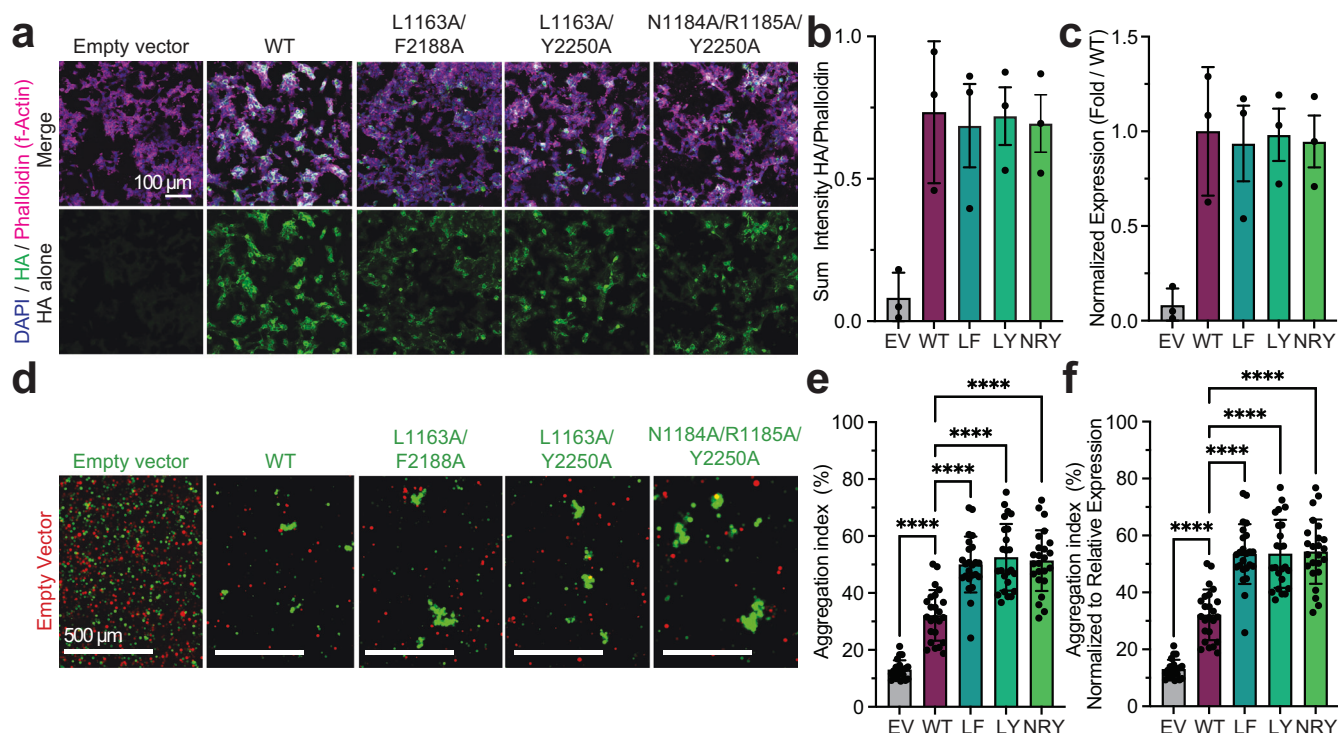 a
Empty vector
WT
L1163A/
F2188A
L1163A/
Y2250A
N1184A/R1185A/
Y2250A
DAPI / HA / Phalloidin (f-Actin)
Merge
HA alone
100 µm
b
Sum Intensity HA/Phalloidin
1.0
0.5
0.0
EV WT LF LY NRY
c
Normalized Expression (Fold / WT)
1.5
1.0
0.5
0.0
EV WT LF LY NRY
d
Empty vector
WT
L1163A/
F2188A
L1163A/
Y2250A
N1184A/R1185A/
Y2250A
Empty Vector
500 µm
e
Aggregation index (%)
100
80
60
40
20
0
****
****
****
****
EV WT LF LY NRY
f
Aggregation index (%)
Normalized to Relative Expression
100
80
60
40
20
0
****
****
****
****
EV WT LF LY NRY